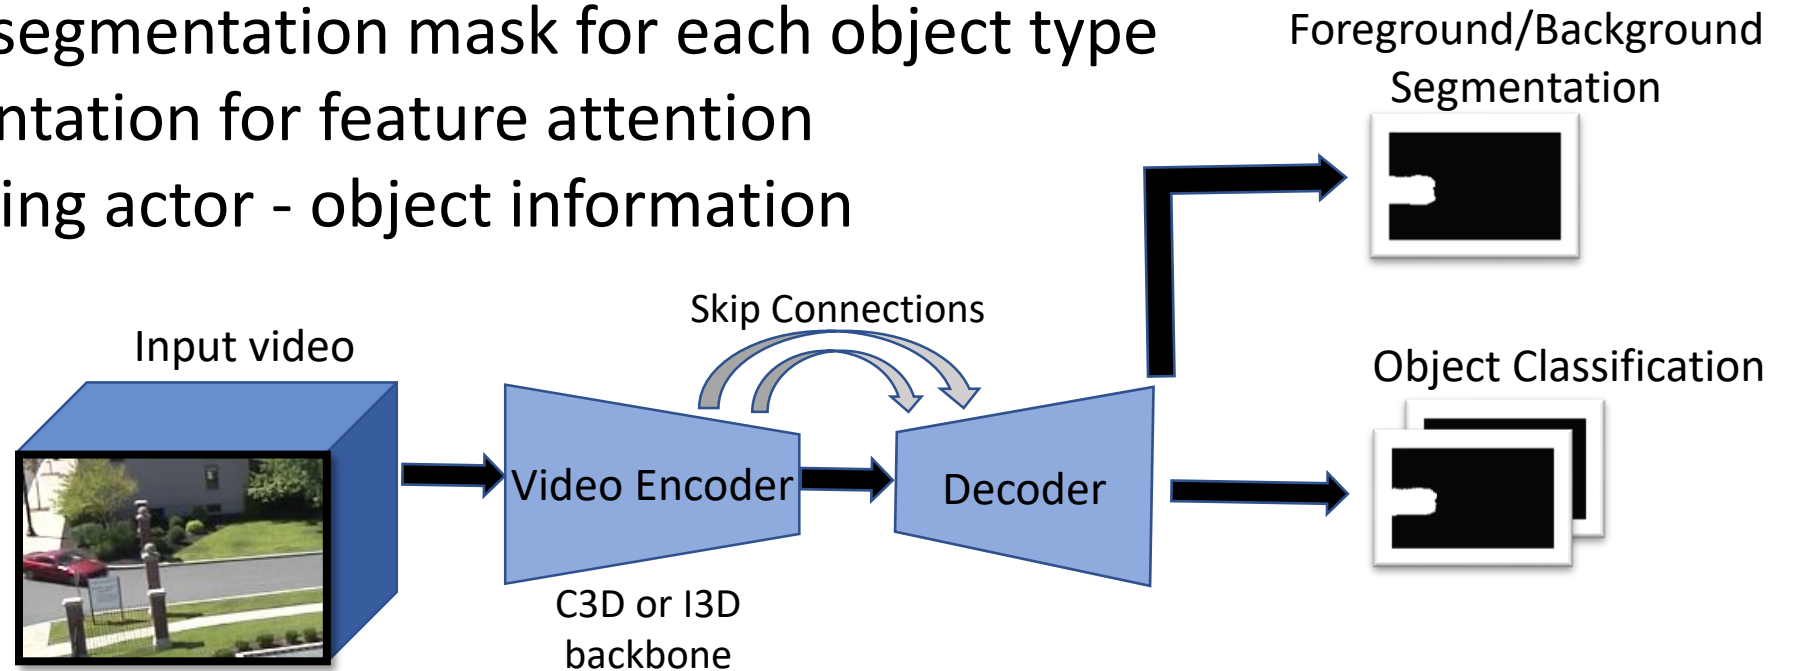 segmentation mask for each object type
ntation for feature attention
ing actor - object information
Foreground/Background
Segmentation
Skip Connections
Input video
Object Classification
Video Encoder
Decoder
C3D or I3D
backbone